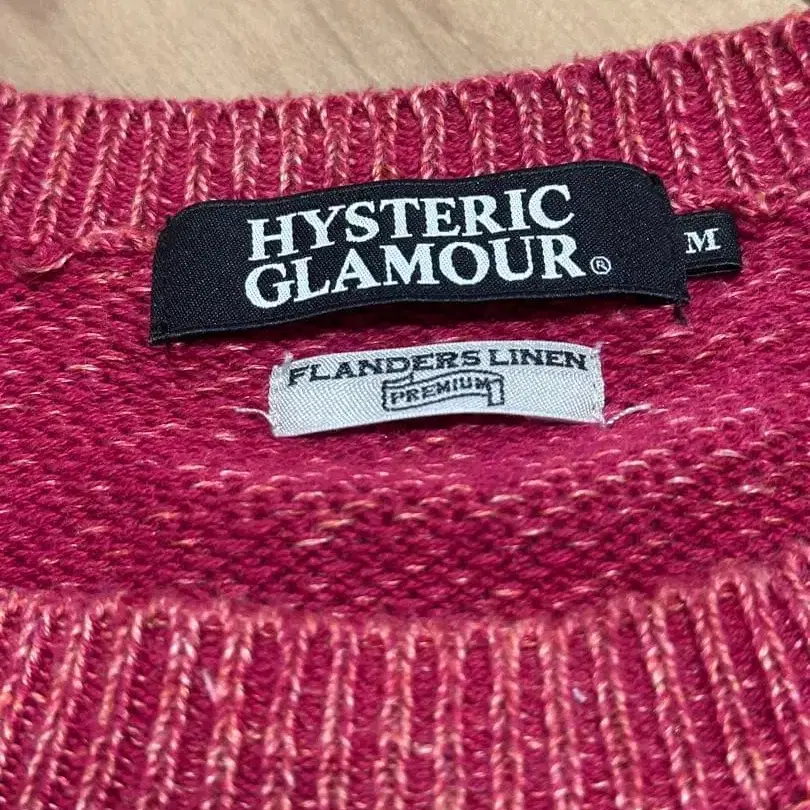 HYSTERIC
GLAMOUR®
M
FLANDERS LINEN
PREMIUM